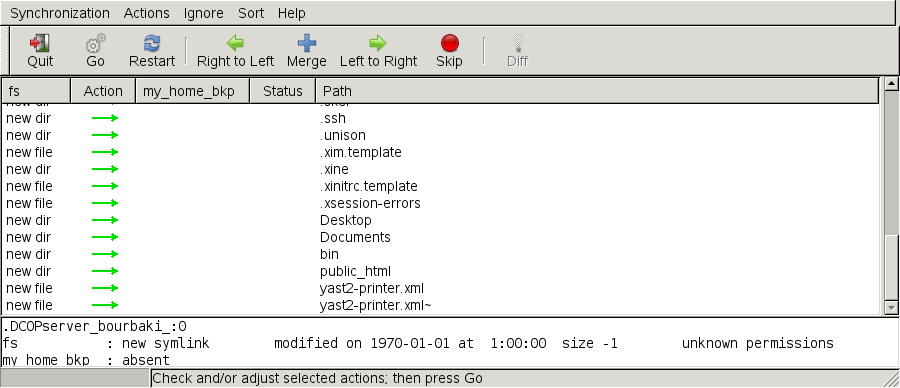 Synchronization Actions Ignore Sort Help
Quit Go Restart Right to Left Merge Left to Right Skip Diff
fs Action my_home_bkp Status Path
new dir .skel
new dir .ssh
new dir .unison
new file .xim.template
new dir .xine
new file .xinitrc.template
new file .xsession-errors
new dir Desktop
new dir Documents
new dir bin
new dir public_html
new file yast2-printer.xml
new file yast2-printer.xml~
.DCOPserver_bourbaki_:0
fs : new symlink modified on 1970-01-01 at 1:00:00 size -1 unknown permissions
my_home_bkp : absent
Check and/or adjust selected actions; then press Go